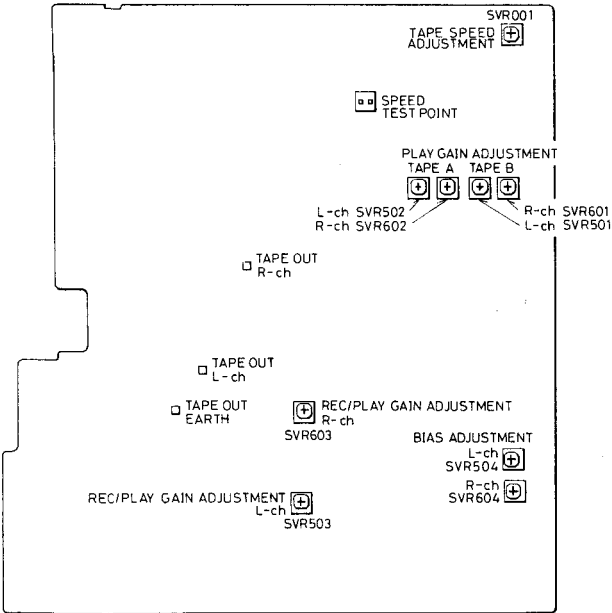 SVR001
TAPE SPEED
ADJUSTMENT
SPEED
TEST POINT
PLAY GAIN ADJUSTMENT
TAPE A TAPE B
L-ch SVR502
R-ch SVR602
R-ch SVR601
L-ch SVR501
TAPE OUT
R-ch
TAPE OUT
L-ch
TAPE OUT
EARTH
REC/PLAY GAIN ADJUSTMENT
R-ch
SVR603
BIAS ADJUSTMENT
L-ch
SVR504
R-ch
SVR604
REC/PLAY GAIN ADJUSTMENT
L-ch
SVR503